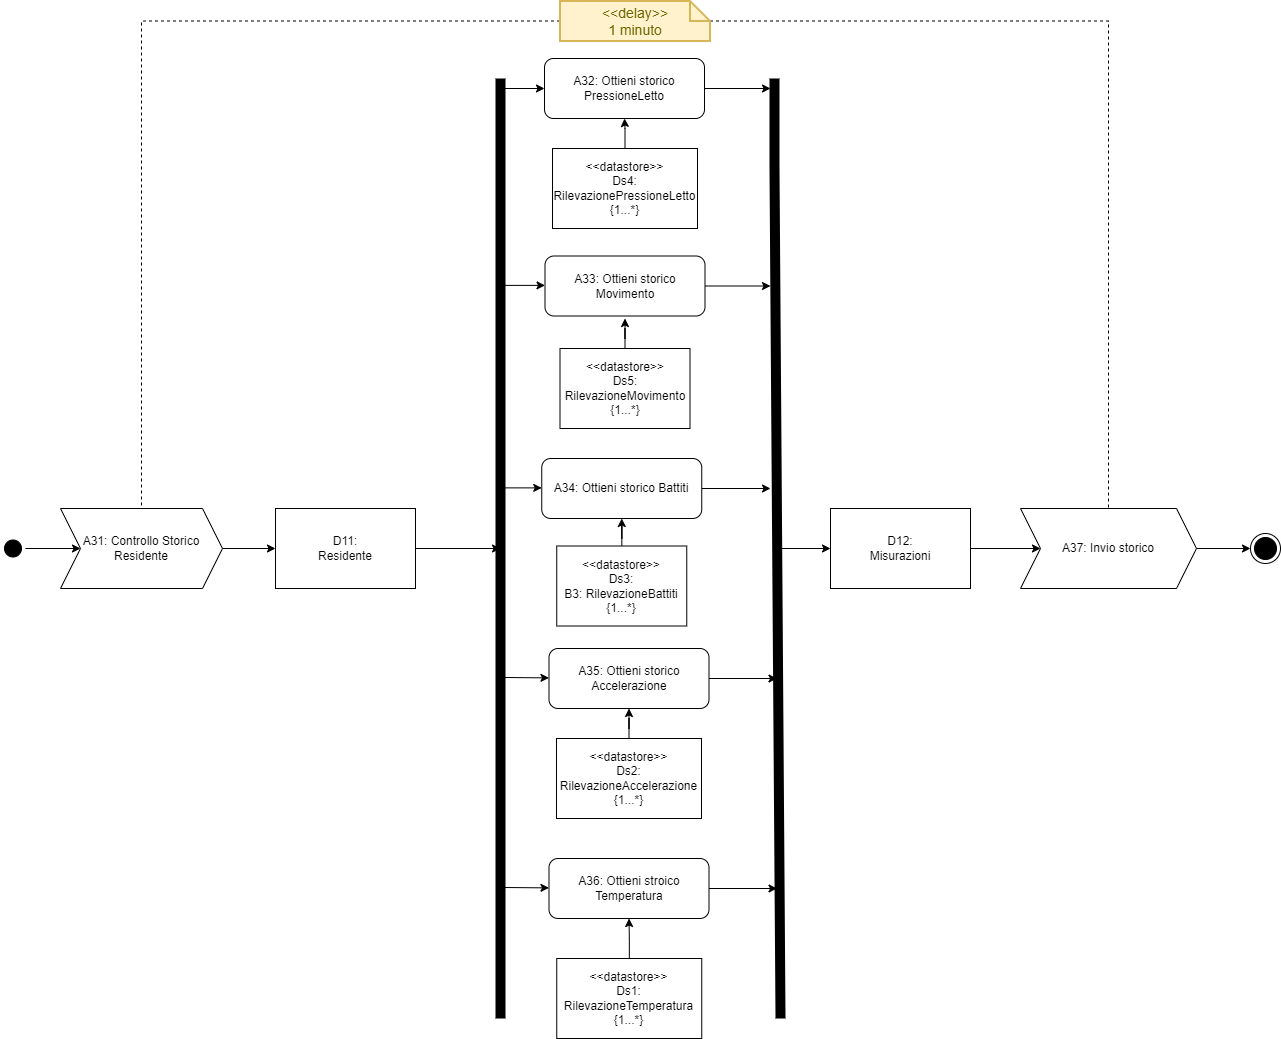 <<delay>>
1 minuto
A32: Ottieni storico
PressioneLetto
<<datastore>>
Ds4:
RilevazionePressioneLetto
{1...*}
A33: Ottieni storico
Movimento
<<datastore>>
Ds5:
RilevazioneMovimento
{1...*}
A31: Controllo Storico
Residente
D11:
Residente
A34: Ottieni storico Battiti
<<datastore>>
Ds3:
B3: RilevazioneBattiti
{1...*}
D12:
Misurazioni
A37: Invio storico
A35: Ottieni storico
Accelerazione
<<datastore>>
Ds2:
RilevazioneAccelerazione
{1...*}
A36: Ottieni stroico
Temperatura
<<datastore>>
Ds1:
RilevazioneTemperatura
{1...*}